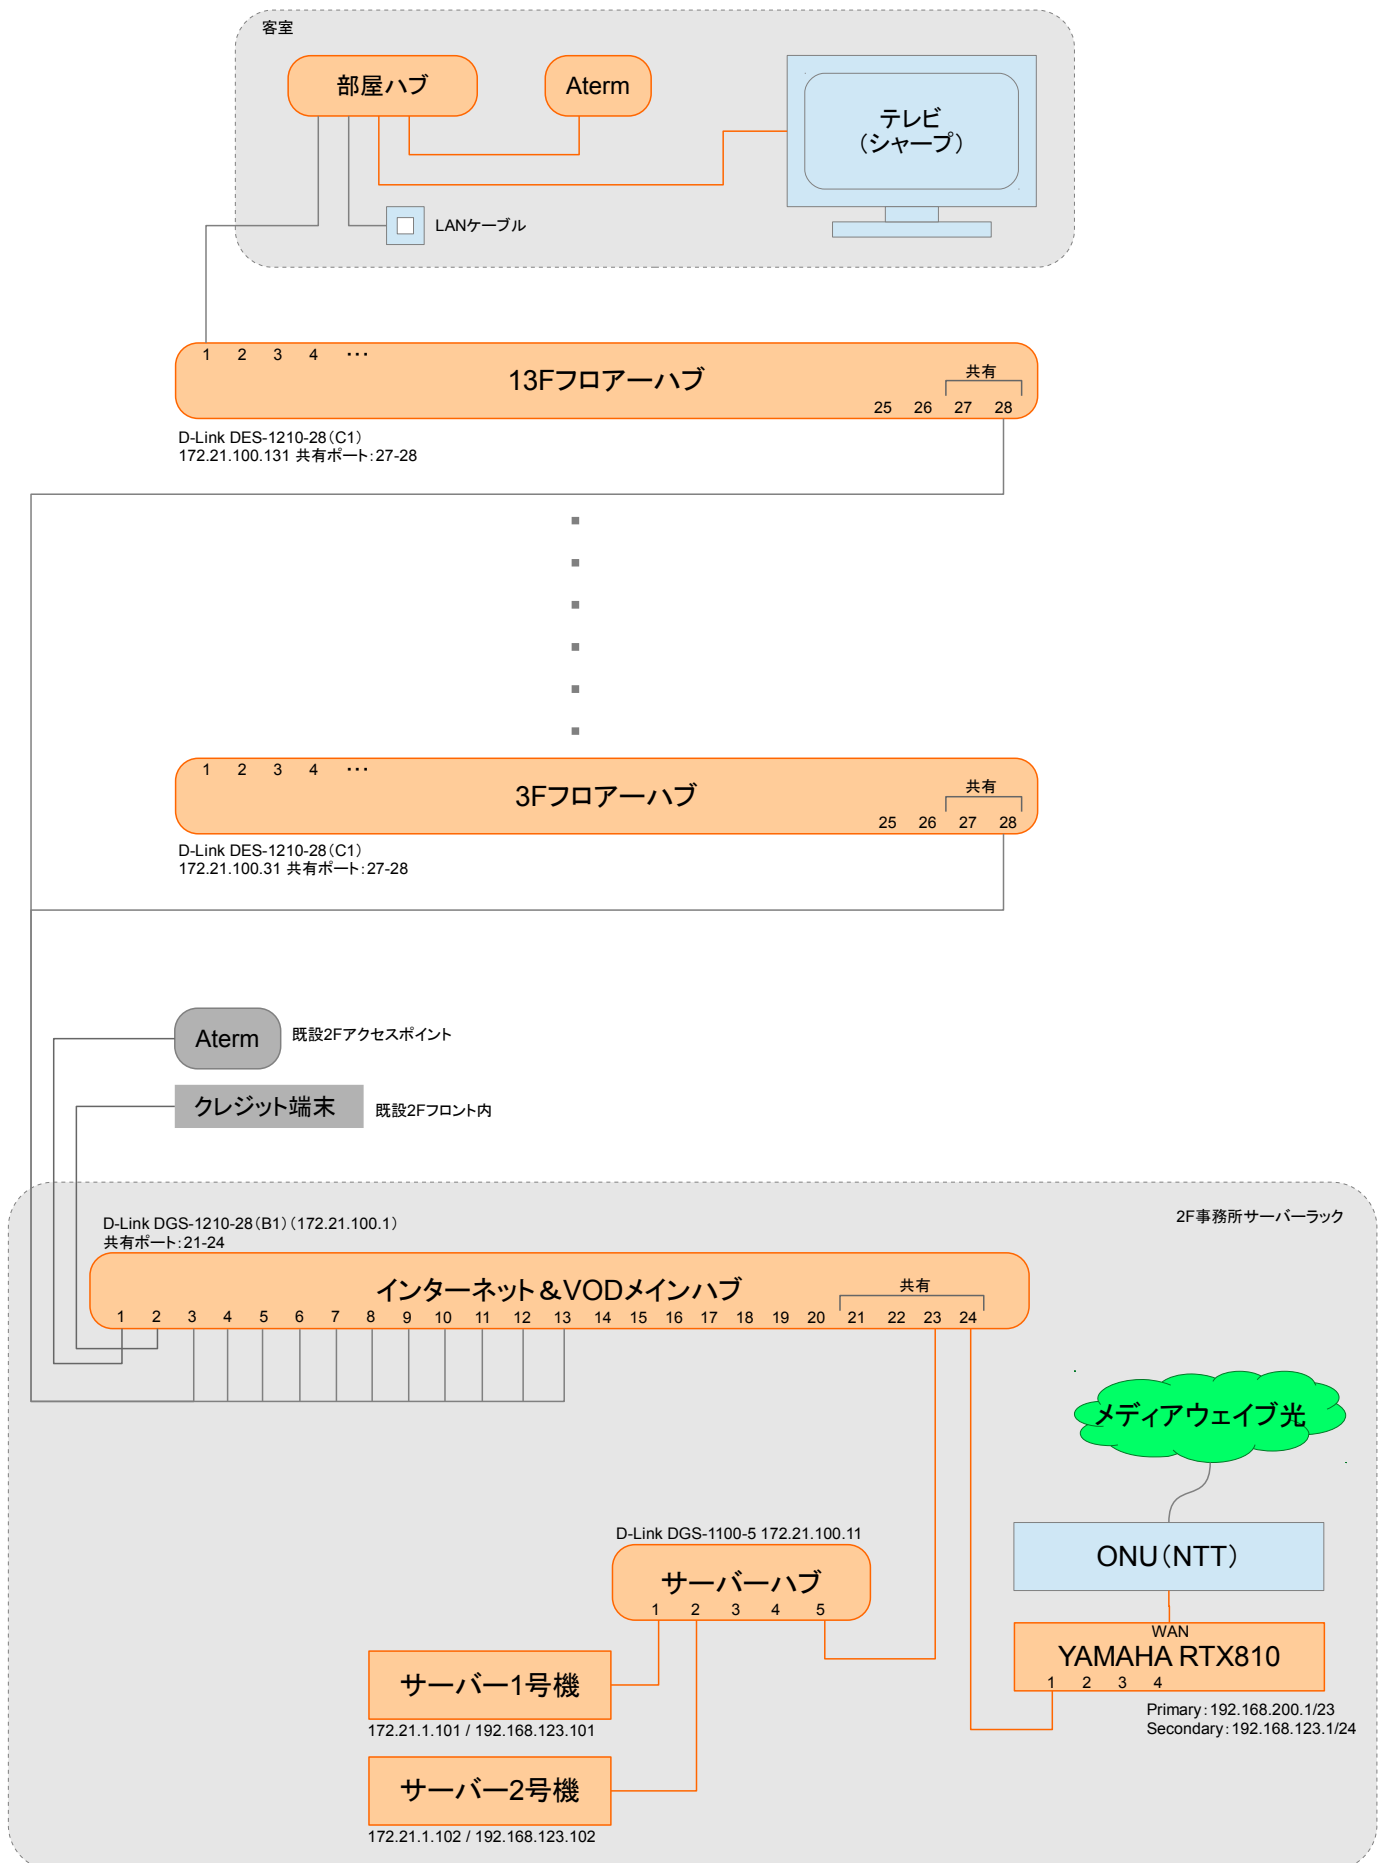 客室
部屋ハブ
Aterm
テレビ
（シャープ）
LANケーブル
1 2 3 4 …
13Fフロアーハブ
共有
25 26 27 28
D-Link DES-1210-28（C1）
172.21.100.131 共有ポート：27-28
1 2 3 4 …
3Fフロアーハブ
共有
25 26 27 28
D-Link DES-1210-28（C1）
172.21.100.31 共有ポート：27-28
Aterm
既設2Fアクセスポイント
クレジット端末
既設2Fフロント内
2F事務所サーバーラック
D-Link DGS-1210-28（B1）（172.21.100.1）
共有ポート：21-24
インターネット＆VODメインハブ
共有
1 2 3 4 5 6 7 8 9 10 11 12 13 14 15 16 17 18 19 20 21 22 23 24
メディアウェイブ光
D-Link DGS-1100-5 172.21.100.11
ONU（NTT）
サーバーハブ
1 2 3 4 5
WAN
YAMAHA RTX810
1 2 3 4
Primary：192.168.200.1/23
Secondary：192.168.123.1/24
サーバー1号機
172.21.1.101 / 192.168.123.101
サーバー2号機
172.21.1.102 / 192.168.123.102